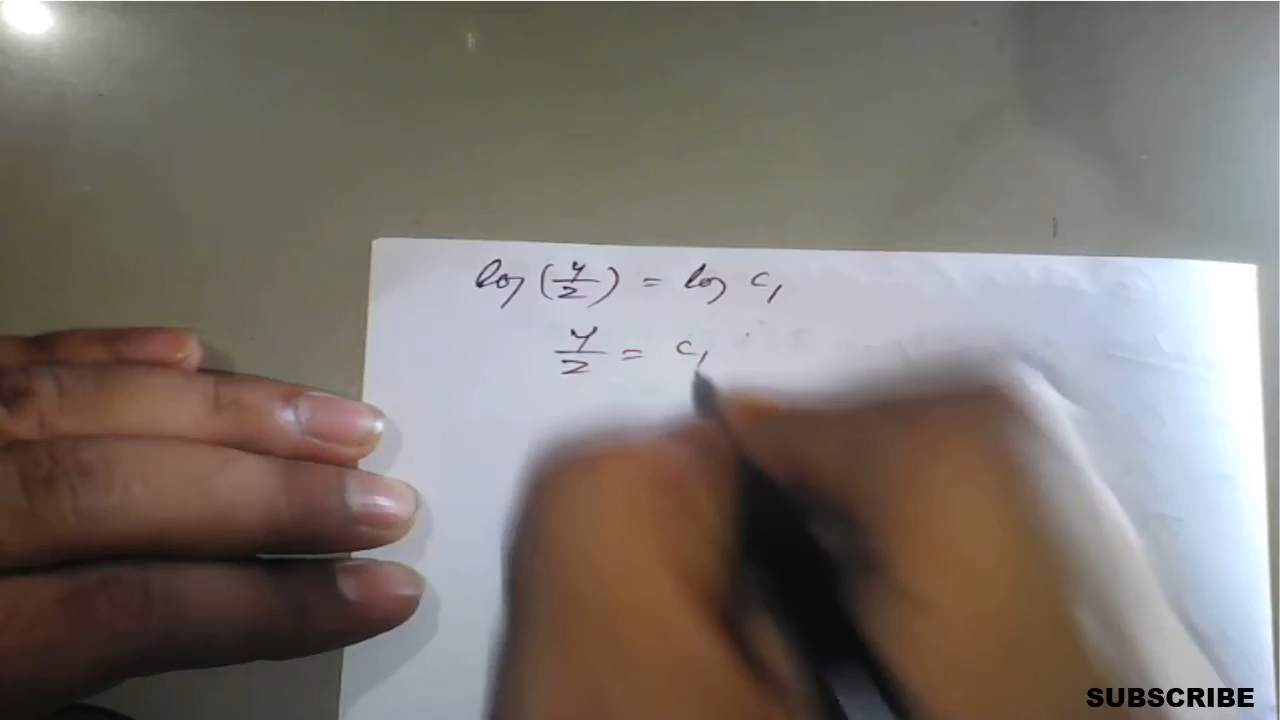 log (y/z) = log c₁
y/z = c₁
SUBSCRIBE